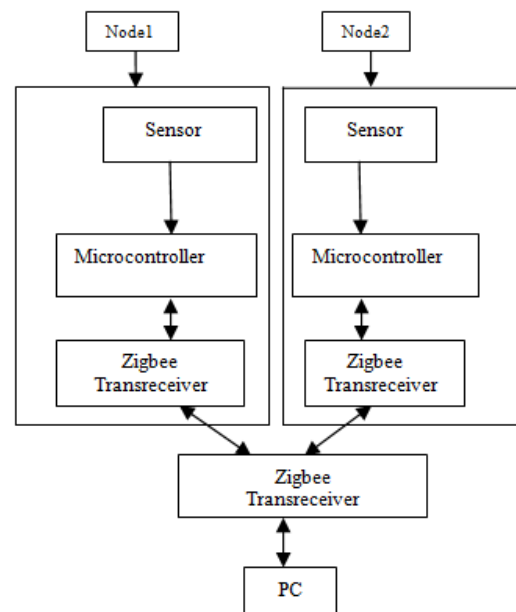 Node1
Node2
Sensor
Sensor
Microcontroller
Microcontroller
Zigbee
Transreceiver
Zigbee
Transreceiver
Zigbee
Transreceiver
PC